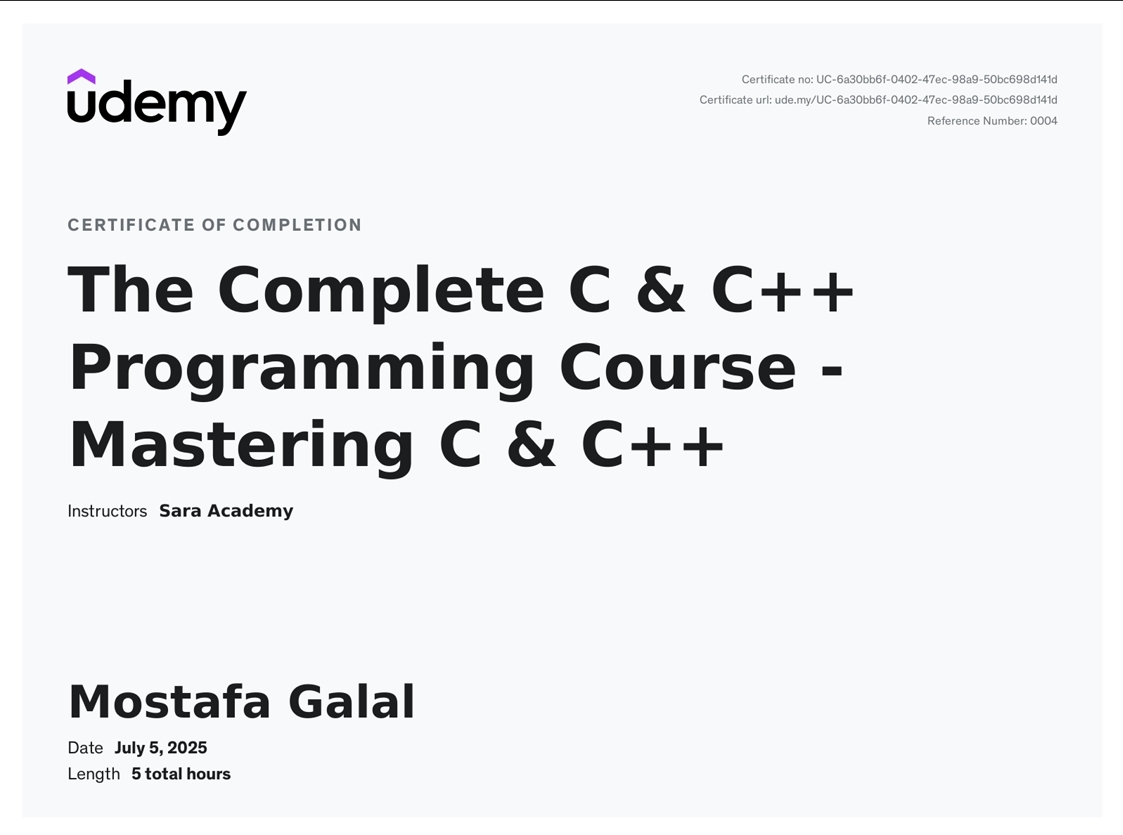 udemy
Certificate no: UC-6a30bb6f-0402-47ec-98a9-50bc698d141d
Certificate url: ude.my/UC-6a30bb6f-0402-47ec-98a9-50bc698d141d
Reference Number: 0004
CERTIFICATE OF COMPLETION
The Complete C & C++
Programming Course -
Mastering C & C++
Instructors Sara Academy
Mostafa Galal
Date July 5, 2025
Length 5 total hours